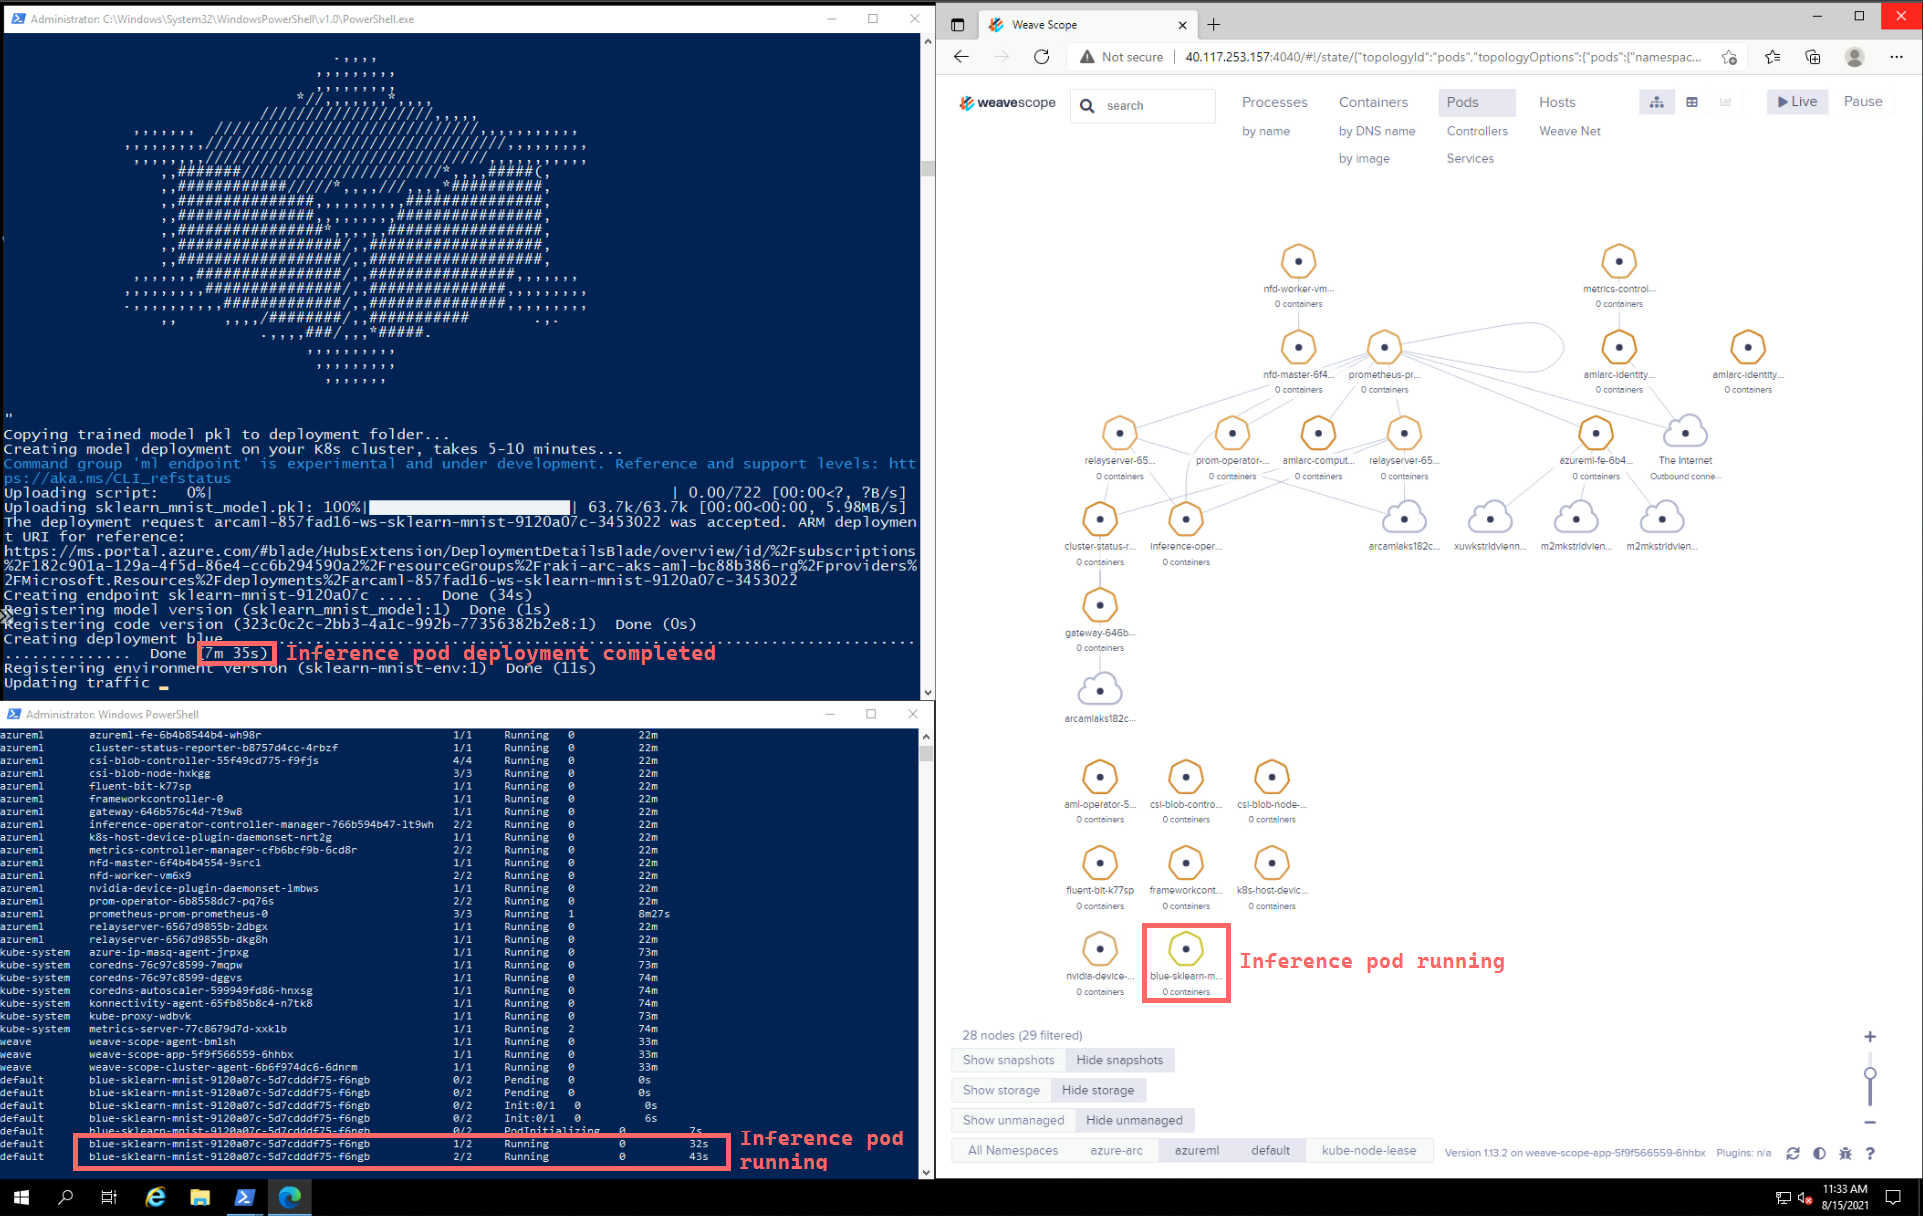 Administrator: C:\Windows\System32\WindowsPowerShell\v1.0\PowerShell.exe
"
Copying trained model pkl to deployment folder...
Creating model deployment on your K8s cluster, takes 5-10 minutes...
Command group 'ml endpoint' is experimental and under development. Reference and support levels: htt
ps://aka.ms/CLI_refstatus
Uploading script:   0%|                    | 0.00/722 [00:00<?, ?B/s]
Uploading sklearn_mnist_model.pkl: 100%|                    | 63.7k/63.7k [00:00<00:00, 5.98MB/s]
The deployment request arcaml-857fad16-ws-sklearn-mnist-9120a07c-3453022 was accepted. ARM deploymen
t URI for reference:
https://ms.portal.azure.com/#blade/HubsExtension/DeploymentDetailsBlade/overview/id/%2Fsubscriptions
%2F182c901a-129a-4f5d-86e4-cc6b294590a2%2FresourceGroups%2Fraki-arc-aks-aml-bc88b386-rg%2Fproviders%
2FMicrosoft.Resources%2Fdeployments%2Farcaml-857fad16-ws-sklearn-mnist-9120a07c-3453022
Creating endpoint sklearn-mnist-9120a07c .....  Done (34s)
Registering model version (sklearn_mnist_model:1)  Done (1s)
Registering code version (323c0c2c-2bb3-4a1c-992b-77356382b2e8:1)  Done (0s)
Creating deployment blue ..............................................................................
..............  Done (7m 35s) Inference pod deployment completed
Registering environment version (sklearn-mnist-env:1)  Done (11s)
Updating traffic _
Administrator: Windows PowerShell
azureml azureml-fe-6b4b8544b4-wh98r 1/1 Running 0 22m
azureml cluster-status-reporter-b8757d4cc-4rbzf 1/1 Running 0 22m
azureml csi-blob-controller-55f49cd775-f9fjs 4/4 Running 0 22m
azureml csi-blob-node-hxkgg 3/3 Running 0 22m
azureml fluent-bit-k77sp 1/1 Running 0 22m
azureml frameworkcontroller-0 1/1 Running 0 22m
azureml gateway-646b576c4d-7t9w8 1/1 Running 0 22m
azureml inference-operator-controller-manager-766b594b47-lt9wh 2/2 Running 0 22m
azureml k8s-host-device-plugin-daemonset-nrt2g 1/1 Running 0 22m
azureml metrics-controller-manager-cfb6bcf9b-6cd8r 2/2 Running 0 22m
azureml nfd-master-6f4b4b4554-9srcl 1/1 Running 0 22m
azureml nfd-worker-vm6x9 2/2 Running 0 22m
azureml nvidia-device-plugin-daemonset-lmbws 1/1 Running 0 22m
azureml prom-operator-6b8558dc7-pq76s 2/2 Running 0 22m
azureml prometheus-prom-prometheus-0 3/3 Running 1 8m27s
azureml relayserver-6567d9855b-2dbgx 1/1 Running 0 22m
azureml relayserver-6567d9855b-dkg8h 1/1 Running 0 22m
kube-system azure-ip-masq-agent-jrpxg 1/1 Running 0 73m
kube-system coredns-76c97c8599-7mqpw 1/1 Running 0 73m
kube-system coredns-76c97c8599-dggvs 1/1 Running 0 74m
kube-system coredns-autoscaler-599949fd86-hnxsg 1/1 Running 0 74m
kube-system konnectivity-agent-65fb85b8c4-n7tk8 1/1 Running 0 74m
kube-system kube-proxy-wdbvk 1/1 Running 0 73m
kube-system metrics-server-77c8679d7d-xxklb 1/1 Running 2 74m
weave weave-scope-agent-bmlsh 1/1 Running 0 33m
weave weave-scope-app-5f9f566559-6hhbx 1/1 Running 0 33m
weave weave-scope-cluster-agent-6b6f974dc6-6dnrm 1/1 Running 0 33m
default blue-sklearn-mnist-9120a07c-5d7cdddf75-f6ngb 0/2 Pending 0 0s
default blue-sklearn-mnist-9120a07c-5d7cdddf75-f6ngb 0/2 Pending 0 0s
default blue-sklearn-mnist-9120a07c-5d7cdddf75-f6ngb 0/2 Init:0/1 0 0s
default blue-sklearn-mnist-9120a07c-5d7cdddf75-f6ngb 0/2 Init:0/1 0 6s
default blue-sklearn-mnist-9120a07c-5d7cdddf75-f6ngb 0/2 PodInitializing 0 7s
default blue-sklearn-mnist-9120a07c-5d7cdddf75-f6ngb 1/2 Running 0 32s
default blue-sklearn-mnist-9120a07c-5d7cdddf75-f6ngb 2/2 Running 0 43s
Inference pod
running
Weave Scope
Not secure 40.117.253.157:4040/#!/state/{"topologyId":"pods","topologyOptions":{"pods":{"namespac...
weavescope search Processes Containers Pods Hosts Live Pause
by name by DNS name Controllers Weave Net
by image Services
nfd-worker-vm... metrics-control...
0 containers 0 containers
nfd-master-6f4... prometheus-pr... amlarc-identity... amlarc-identity...
0 containers 0 containers 0 containers 0 containers
relayserver-65... prom-operator-... amlarc-comput... relayserver-65... azureml-fe-6b4... The Internet
0 containers 0 containers 0 containers 0 containers 0 containers Outbound conne...
cluster-status-r... inference-oper... arcamlaks182c... xuwkstrldvienn... m2mkstrldvien... m2mkstrldvien...
0 containers 0 containers
gateway-646b...
0 containers
arcamlaks182c...
aml-operator-5... csi-blob-contro... csi-blob-node-...
0 containers 0 containers 0 containers
fluent-bit-k77sp frameworkcont... k8s-host-devic...
0 containers 0 containers 0 containers
nvidia-device-... blue-sklearn-m...
0 containers 0 containers
Inference pod running
28 nodes (29 filtered)
Show snapshots Hide snapshots
Show storage Hide storage
Show unmanaged Hide unmanaged
All Namespaces azure-arc azureml default kube-node-lease
Version 1.13.2 on weave-scope-app-5f9f566559-6hhbx Plugins: n/a
11:33 AM
8/15/2021